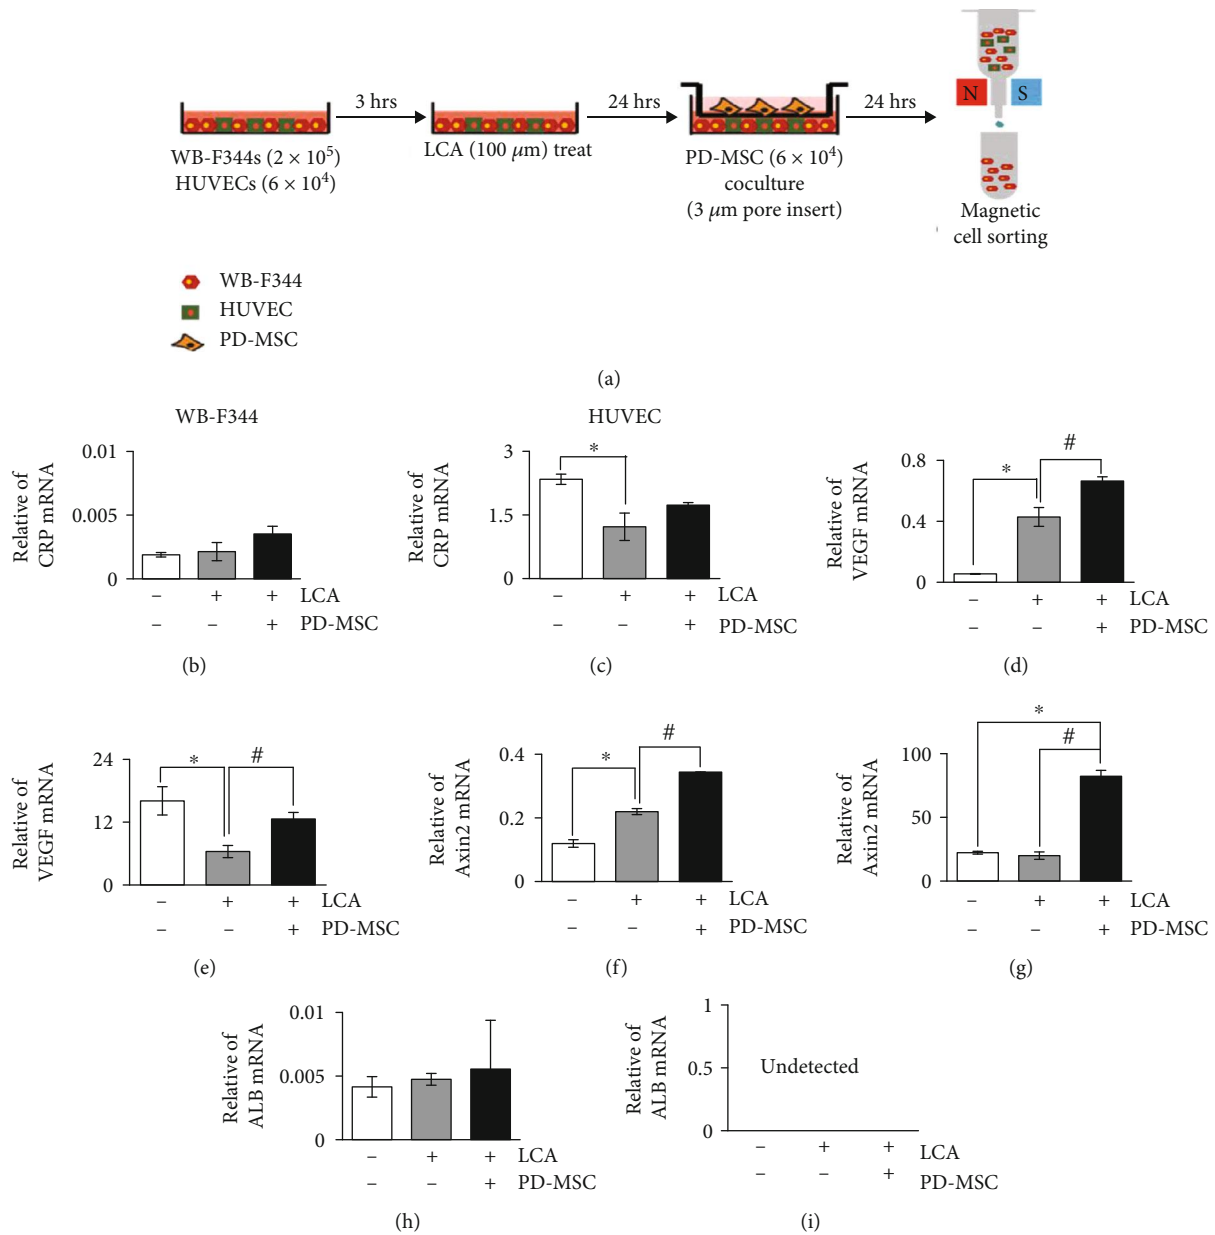 3 hrs
24 hrs
24 hrs
N
S
WB-F344s (2 × 10⁵)
HUVECs (6 × 10⁴)
LCA (100 μm) treat
PD-MSC (6 × 10⁴)
coculture
(3 μm pore insert)
Magnetic
cell sorting
WB-F344
HUVEC
PD-MSC
(a)
WB-F344
Relative of
CRP mRNA
0.01
0.005
0
– + + LCA
– – + PD-MSC
(b)
HUVEC
Relative of
CRP mRNA
3
1.5
0
*
– + + LCA
– – + PD-MSC
(c)
Relative of
VEGF mRNA
0.8
0.4
0
*
#
– + + LCA
– – + PD-MSC
(d)
Relative of
VEGF mRNA
24
12
0
*
#
– + + LCA
– – + PD-MSC
(e)
Relative of
Axin2 mRNA
0.4
0.2
0
*
#
– + + LCA
– – + PD-MSC
(f)
Relative of
Axin2 mRNA
100
50
0
*
#
– + + LCA
– – + PD-MSC
(g)
Relative of
ALB mRNA
0.01
0.005
0
– + + LCA
– – + PD-MSC
(h)
Relative of
ALB mRNA
1
0.5
0
Undetected
– + + LCA
– – + PD-MSC
(i)